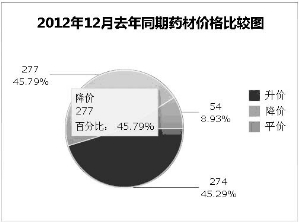 2012年12月去年同期药材价格比较图
277
45.79%
降价
277
百分比： 45.79%
54
8.93%
升价
降价
平价
274
45.29%